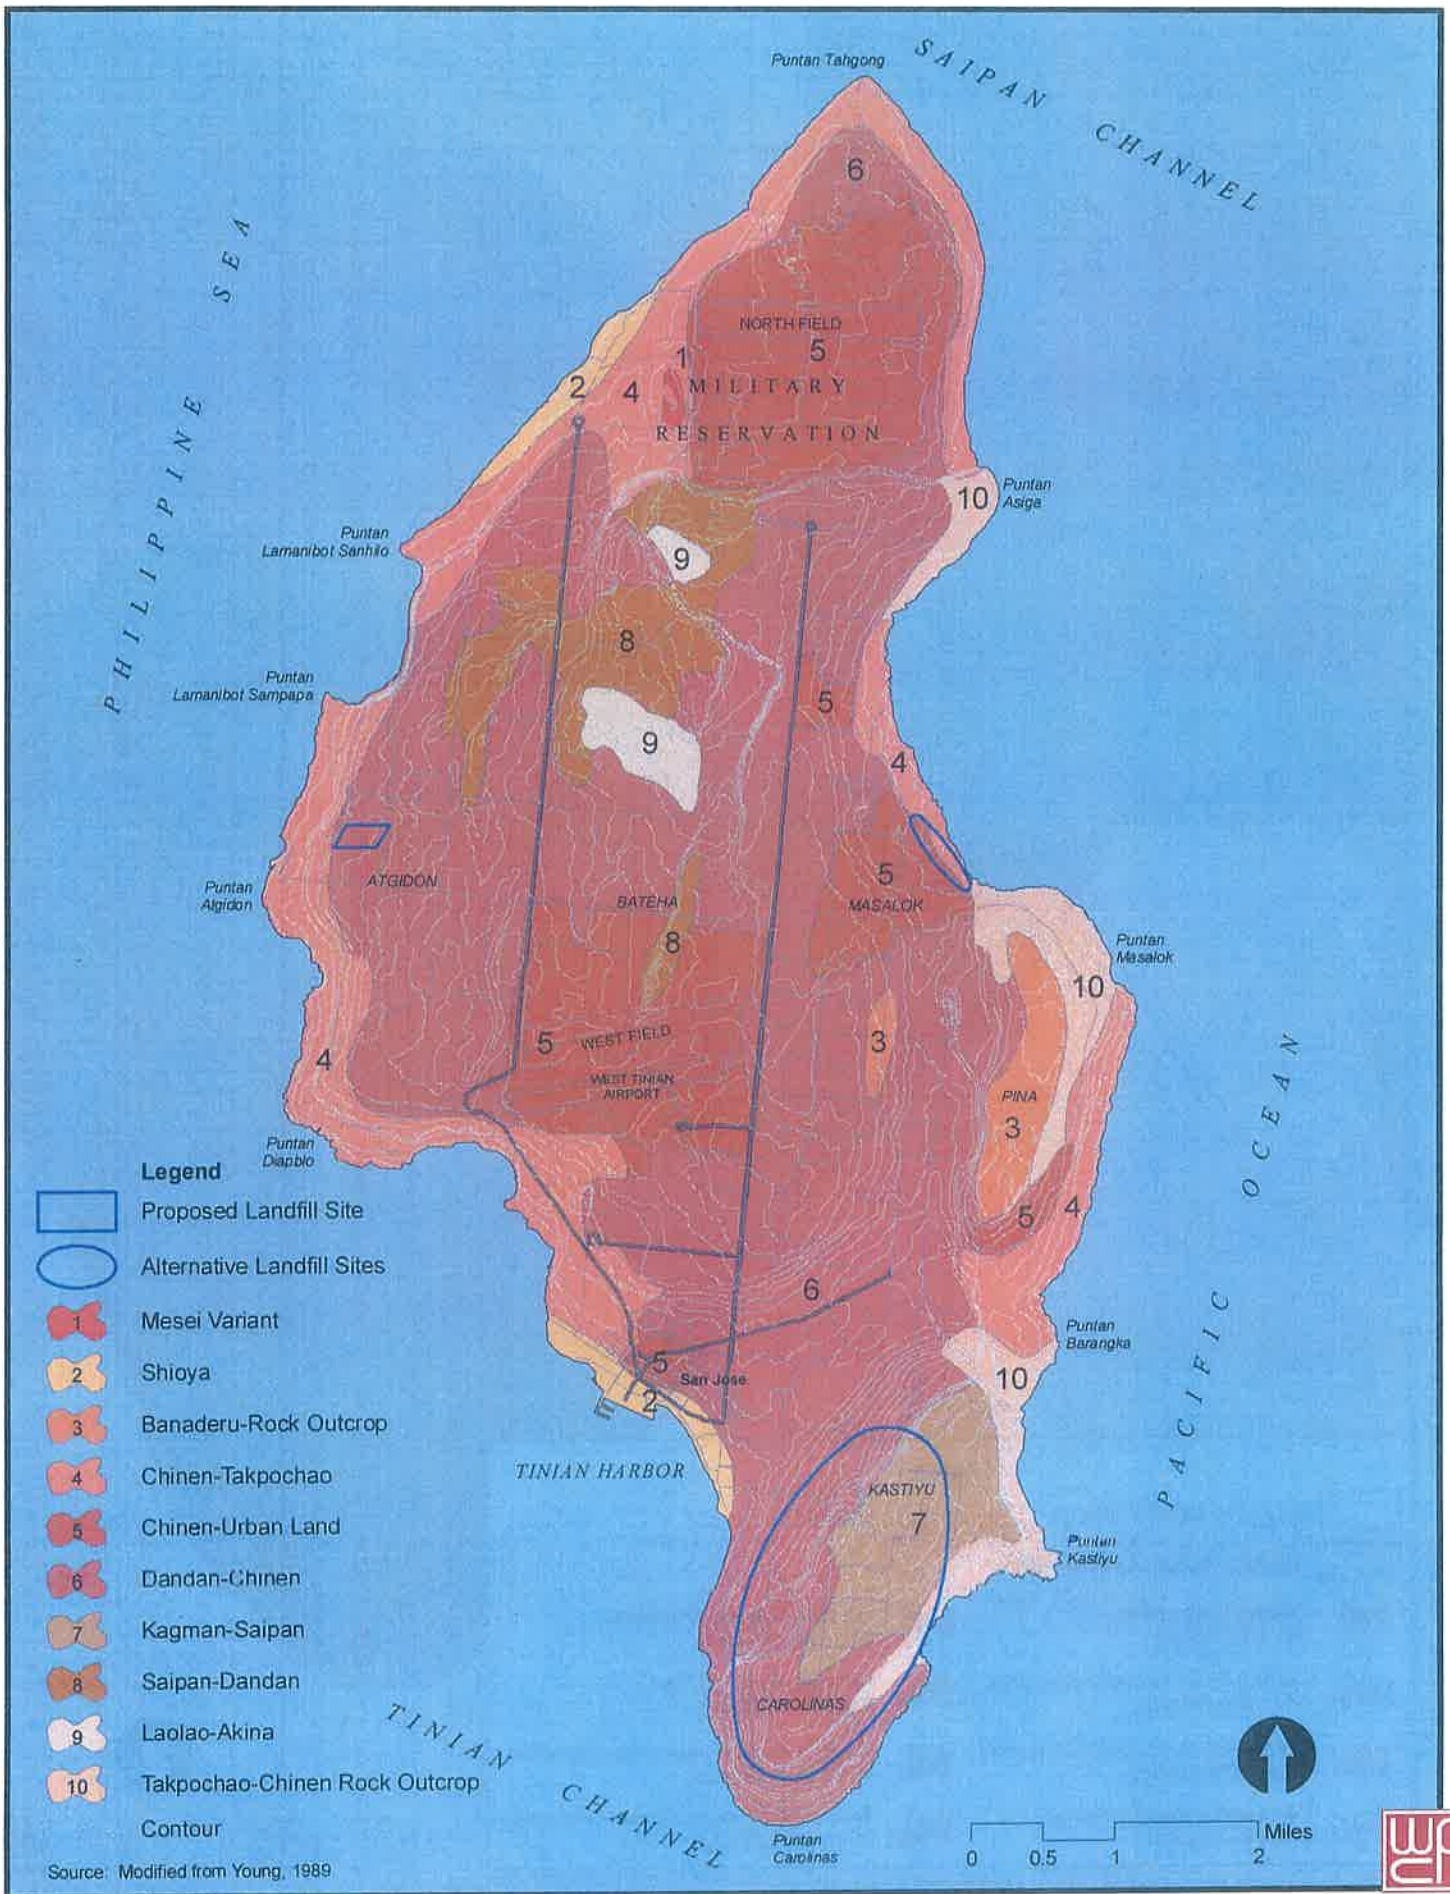 Puntan Tahgong
SAIPAN CHANNEL
6
PHILIPPINE SEA
NORTH FIELD
5
1
MILITARY
2
4
RESERVATION
10
Puntan
Asiga
Puntan
Lamanibot Sanhilo
9
8
Puntan
Lamanibot Sampapa
5
9
4
ATGIDON
5
Puntan
Atgidon
BATEHA
MASALOK
8
Puntan
Masalok
10
5
WEST FIELD
3
4
WEST TINIAN
AIRPORT
PINA
3
Puntan
Diapblo
PACIFIC OCEAN
5
4
6
Puntan
Barangka
5
San Jose
10
2
TINIAN HARBOR
KASTIYU
7
Puntan
Kastiyu
CAROLINAS
TINIAN CHANNEL
Puntan
Carolinas
Legend
Proposed Landfill Site
Alternative Landfill Sites
1 Mesei Variant
2 Shioya
3 Banaderu-Rock Outcrop
4 Chinen-Takpochao
5 Chinen-Urban Land
6 Dandan-Chinen
7 Kagman-Saipan
8 Saipan-Dandan
9 Laolao-Akina
10 Takpochao-Chinen Rock Outcrop
Contour
Source: Modified from Young, 1989
Miles
0 0.5 1 2